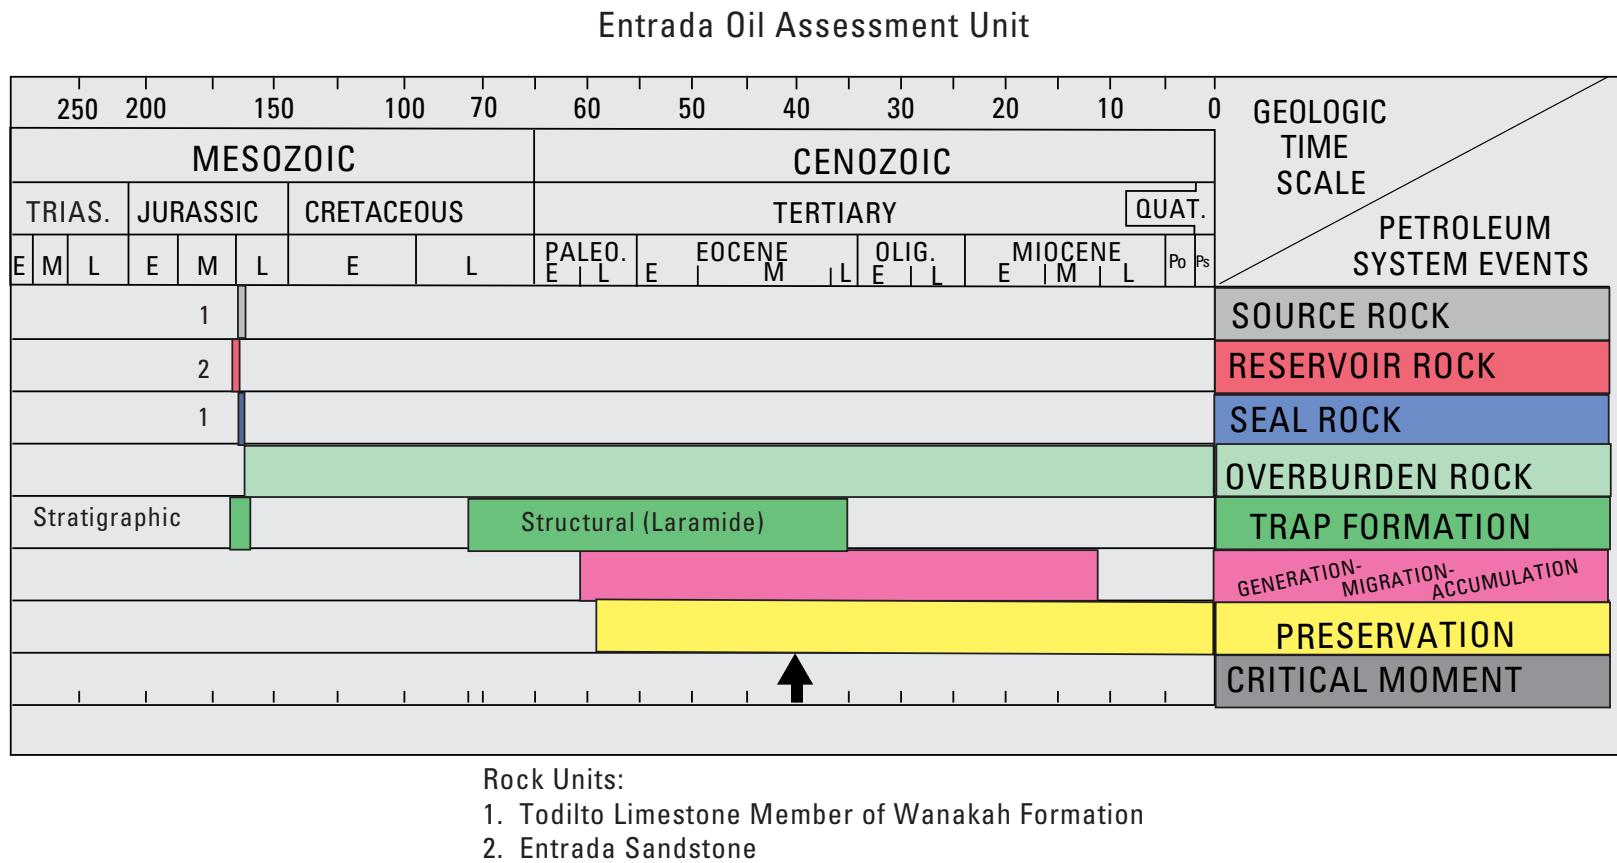 Entrada Oil Assessment Unit
250 200 150 100 70 60 50 40 30 20 10 0
GEOLOGIC
TIME
SCALE
PETROLEUM
SYSTEM EVENTS
MESOZOIC CENOZOIC
TRIAS. JURASSIC CRETACEOUS TERTIARY QUAT.
PALEO. EOCENE OLIG. MIOCENE
E M L E M L E L E L E M L E L E M L Po Ps
1 SOURCE ROCK
2 RESERVOIR ROCK
1 SEAL ROCK
OVERBURDEN ROCK
Stratigraphic Structural (Laramide) TRAP FORMATION
GENERATION-
MIGRATION-
ACCUMULATION
PRESERVATION
CRITICAL MOMENT
Rock Units:
1. Todilto Limestone Member of Wanakah Formation
2. Entrada Sandstone